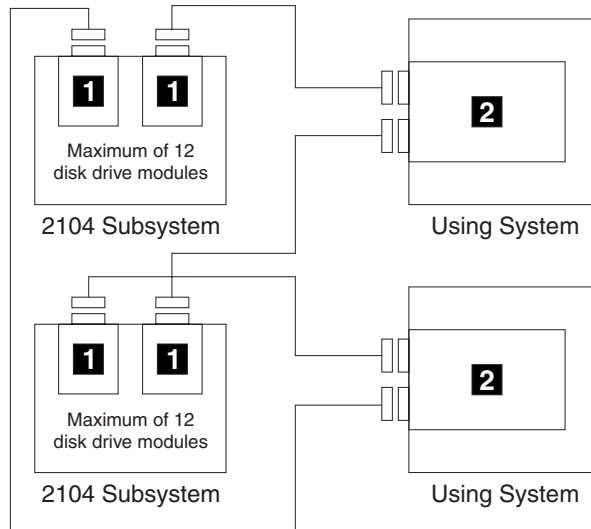 1 1 2
Maximum of 12
disk drive modules
2104 Subsystem Using System
1 1 2
Maximum of 12
disk drive modules
2104 Subsystem Using System